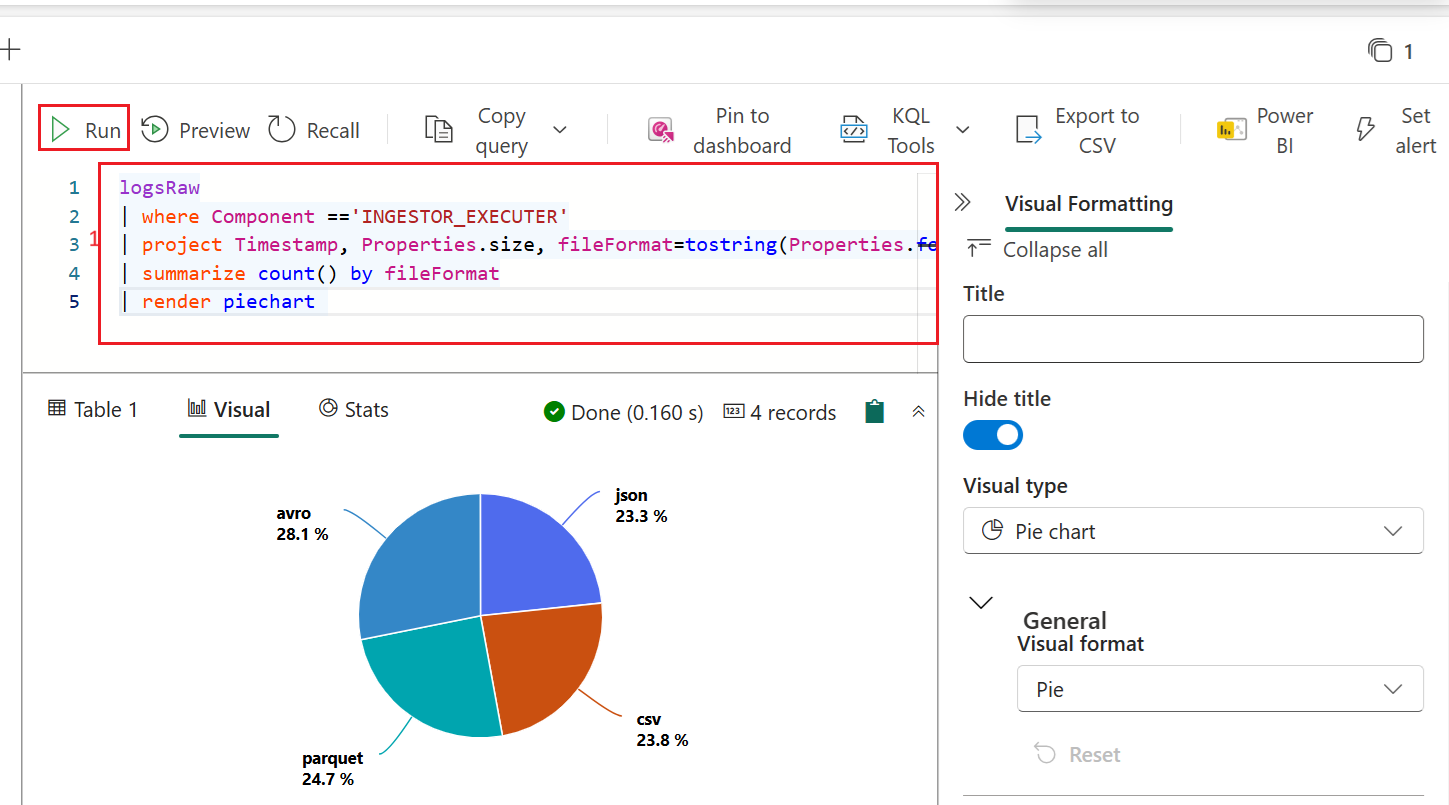 1
Run
Preview
Recall
Copy query
Pin to dashboard
KQL Tools
Export to CSV
Power BI
Set alert
1 logsRaw
2 | where Component =='INGESTOR_EXECUTER'
1
3 | project Timestamp, Properties.size, fileFormat=tostring(Properties.fo
4 | summarize count() by fileFormat
5 | render piechart
Table 1
Visual
Stats
Done (0.160 s)
123
4 records
avro
28.1 %
json
23.3 %
csv
23.8 %
parquet
24.7 %
Visual Formatting
Collapse all
Title
Hide title
Visual type
Pie chart
General
Visual format
Pie
Reset